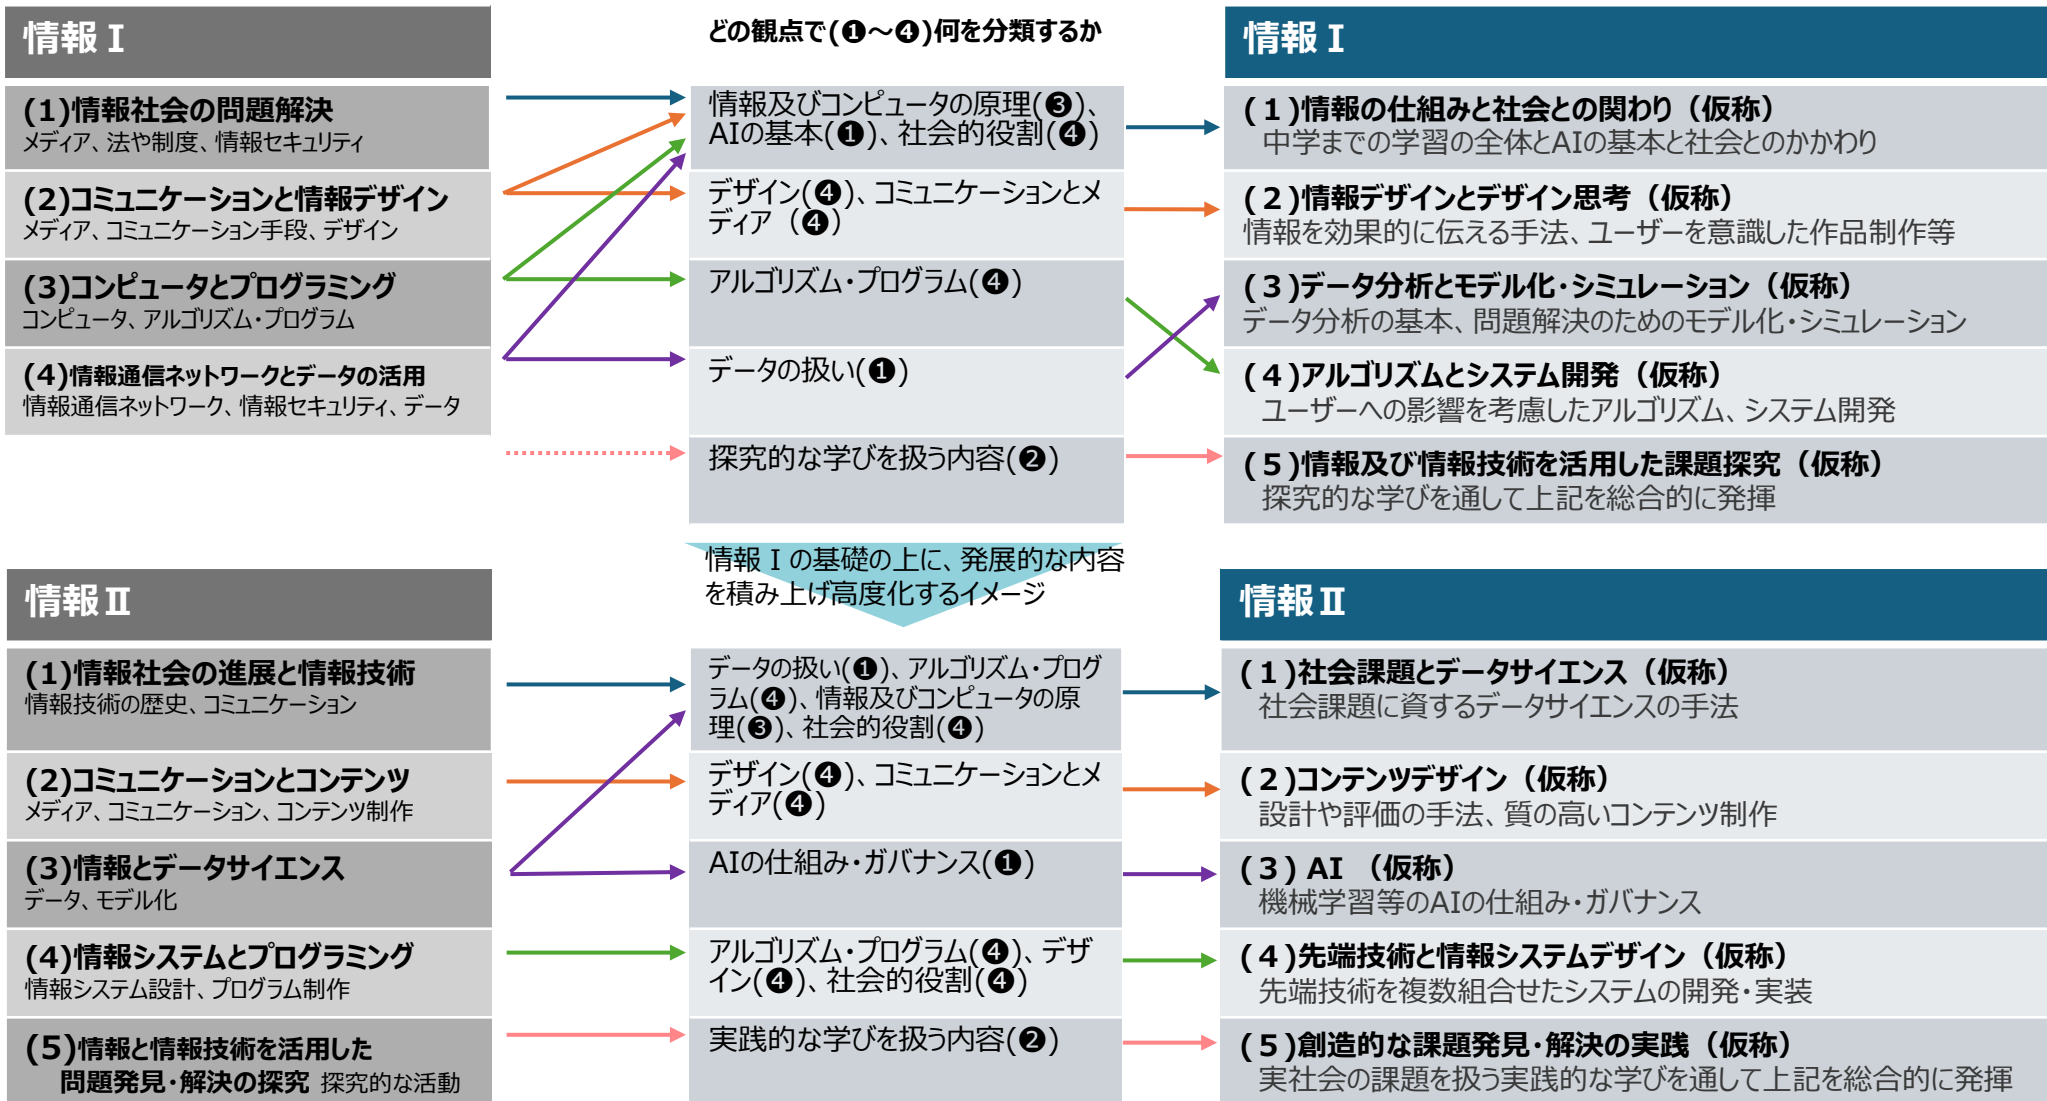 情報Ⅰ
(1)情報社会の問題解決
メディア、法や制度、情報セキュリティ
(2)コミュニケーションと情報デザイン
メディア、コミュニケーション手段、デザイン
(3)コンピュータとプログラミング
コンピュータ、アルゴリズム・プログラム
(4)情報通信ネットワークとデータの活用
情報通信ネットワーク、情報セキュリティ、データ
どの観点で(❶～❹)何を分類するか
情報及びコンピュータの原理(❸)、
AIの基本(❶)、社会的役割(❹)
デザイン(❹)、コミュニケーションとメ
ディア（❹）
アルゴリズム・プログラム(❹)
データの扱い(❶)
探究的な学びを扱う内容(❷)
情報Ⅰ
(１)情報の仕組みと社会との関わり（仮称）
中学までの学習の全体とAIの基本と社会とのかかわり
(２)情報デザインとデザイン思考（仮称）
情報を効果的に伝える手法、ユーザーを意識した作品制作等
(３)データ分析とモデル化・シミュレーション（仮称）
データ分析の基本、問題解決のためのモデル化・シミュレーション
(４)アルゴリズムとシステム開発（仮称）
ユーザーへの影響を考慮したアルゴリズム、システム開発
(５)情報及び情報技術を活用した課題探究（仮称）
探究的な学びを通して上記を総合的に発揮
情報Ⅰの基礎の上に、発展的な内容
を積み上げ高度化するイメージ
情報Ⅱ
(1)情報社会の進展と情報技術
情報技術の歴史、コミュニケーション
(2)コミュニケーションとコンテンツ
メディア、コミュニケーション、コンテンツ制作
(3)情報とデータサイエンス
データ、モデル化
(4)情報システムとプログラミング
情報システム設計、プログラム制作
(5)情報と情報技術を活用した
問題発見・解決の探究 探究的な活動
データの扱い(❶)、アルゴリズム・プログ
ラム(❹)、情報及びコンピュータの原
理(❸)、社会的役割(❹)
デザイン(❹)、コミュニケーションとメ
ディア(❹)
AIの仕組み・ガバナンス(❶)
アルゴリズム・プログラム(❹)、デザ
イン(❹)、社会的役割(❹)
実践的な学びを扱う内容(❷)
情報Ⅱ
(１)社会課題とデータサイエンス（仮称）
社会課題に資するデータサイエンスの手法
(２)コンテンツデザイン（仮称）
設計や評価の手法、質の高いコンテンツ制作
(３) AI （仮称）
機械学習等のAIの仕組み・ガバナンス
(４)先端技術と情報システムデザイン（仮称）
先端技術を複数組合せたシステムの開発・実装
(５)創造的な課題発見・解決の実践（仮称）
実社会の課題を扱う実践的な学びを通して上記を総合的に発揮